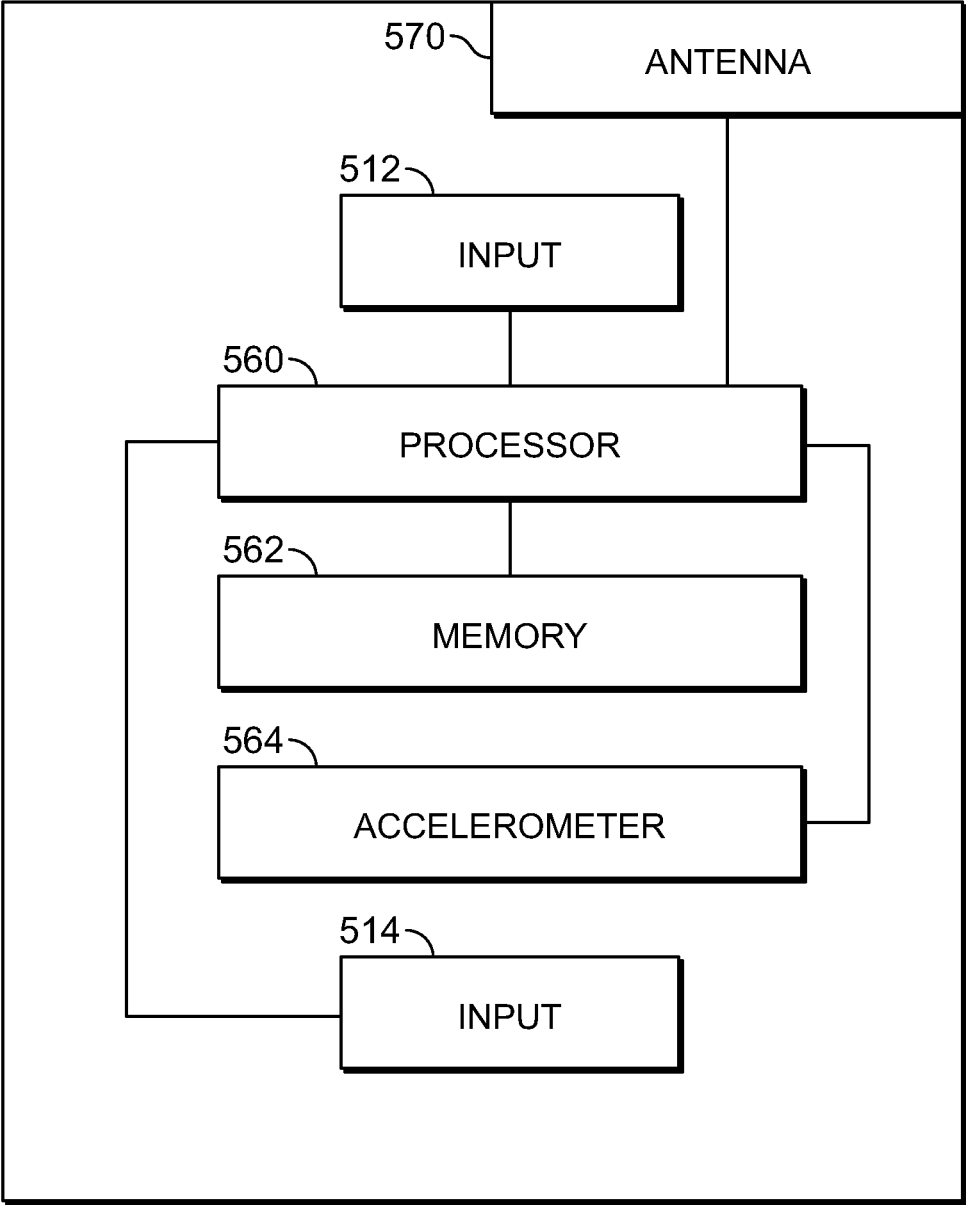 570
ANTENNA
512
INPUT
560
PROCESSOR
562
MEMORY
564
ACCELEROMETER
514
INPUT